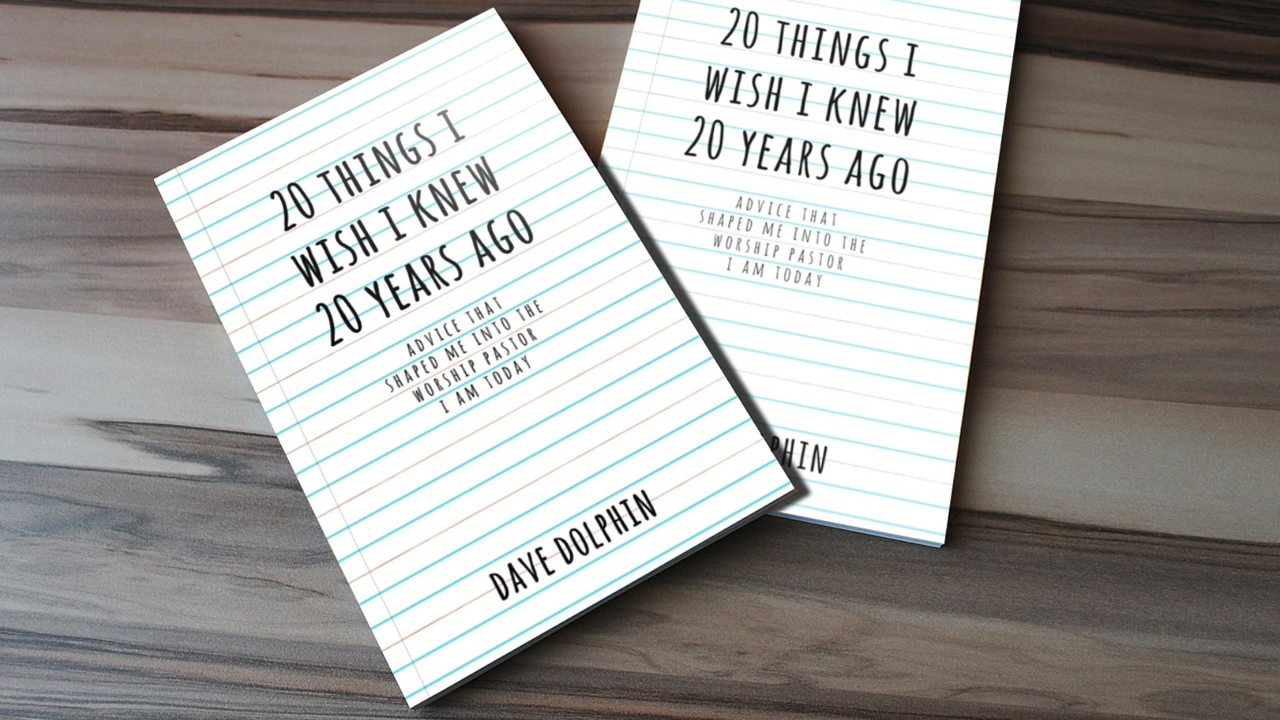 20 THINGS I
WISH I KNEW
20 YEARS AGO
ADVICE THAT
SHAPED ME INTO THE
WORSHIP PASTOR
I AM TODAY
DAVE DOLPHIN
20 THINGS I
WISH I KNEW
20 YEARS AGO
ADVICE THAT
SHAPED ME INTO THE
WORSHIP PASTOR
I AM TODAY
PHIN